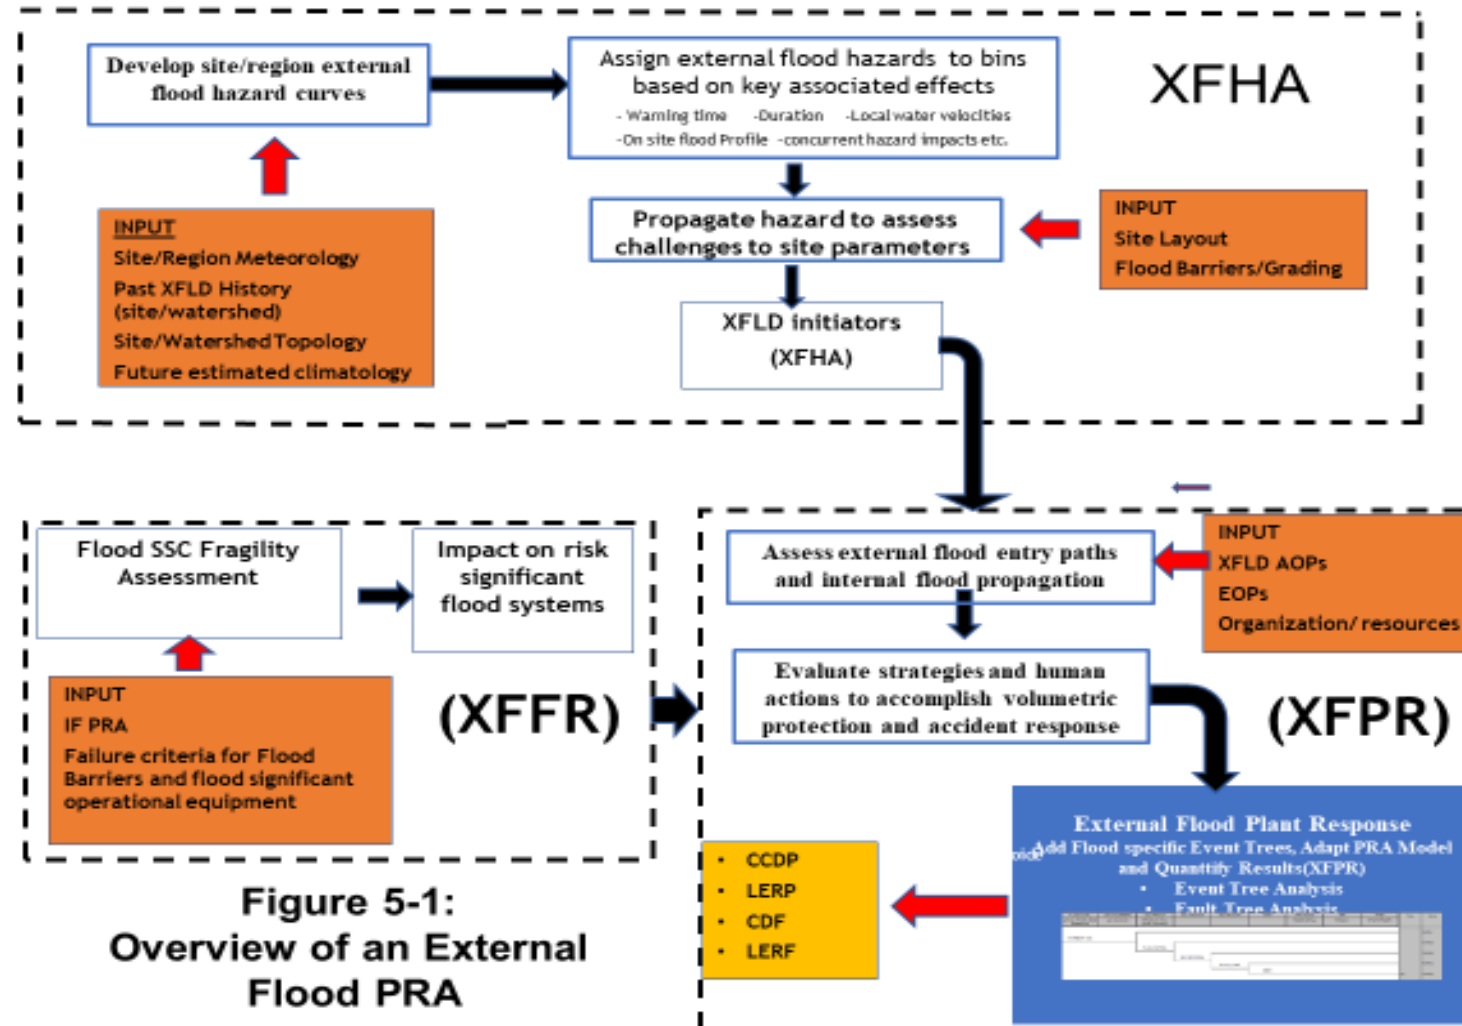 Develop site/region external
flood hazard curves
Assign external flood hazards to bins
based on key associated effects
- Warning time -Duration -Local water velocities
-On site flood Profile -concurrent hazard impacts etc.
XFHA
INPUT
Site/Region Meteorology
Past XFLD History
(site/watershed)
Site/Watershed Topology
Future estimated climatology
Propagate hazard to assess
challenges to site parameters
INPUT
Site Layout
Flood Barriers/Grading
XFLD initiators
(XFHA)
Flood SSC Fragility
Assessment
Impact on risk
significant
flood systems
INPUT
IF PRA
Failure criteria for Flood
Barriers and flood significant
operational equipment
(XFFR)
Assess external flood entry paths
and internal flood propagation
INPUT
XFLD AOPs
EOPs
Organization/ resources
Evaluate strategies and human
actions to accomplish volumetric
protection and accident response
(XFPR)
External Flood Plant Response
Add Flood specific Event Trees, Adapt PRA Model
and Quanttify Results(XFPR)
• Event Tree Analysis
• Fault Tree Analysis
• CCDP
• LERP
• CDF
• LERF
Figure 5-1:
Overview of an External
Flood PRA